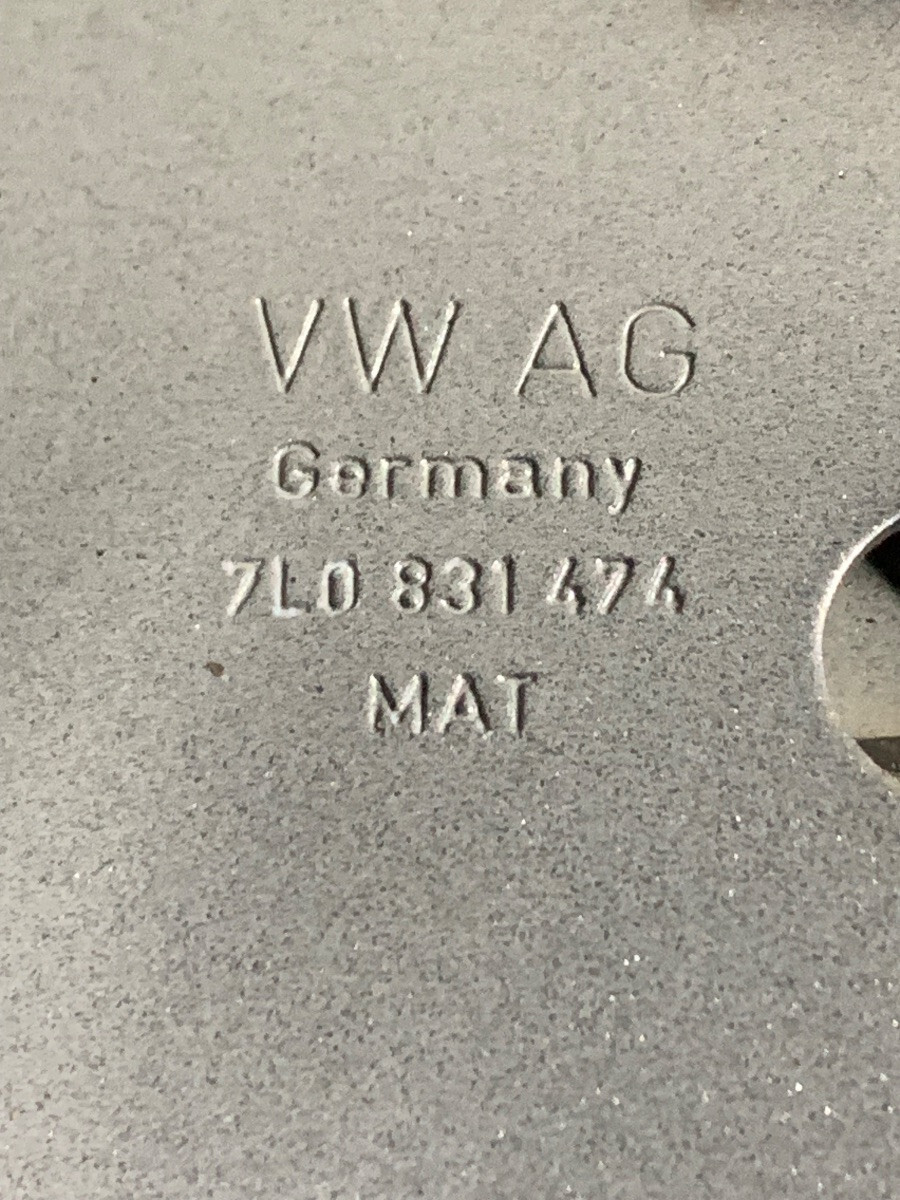 VW AG
Germany
7L0 831 474
MAT